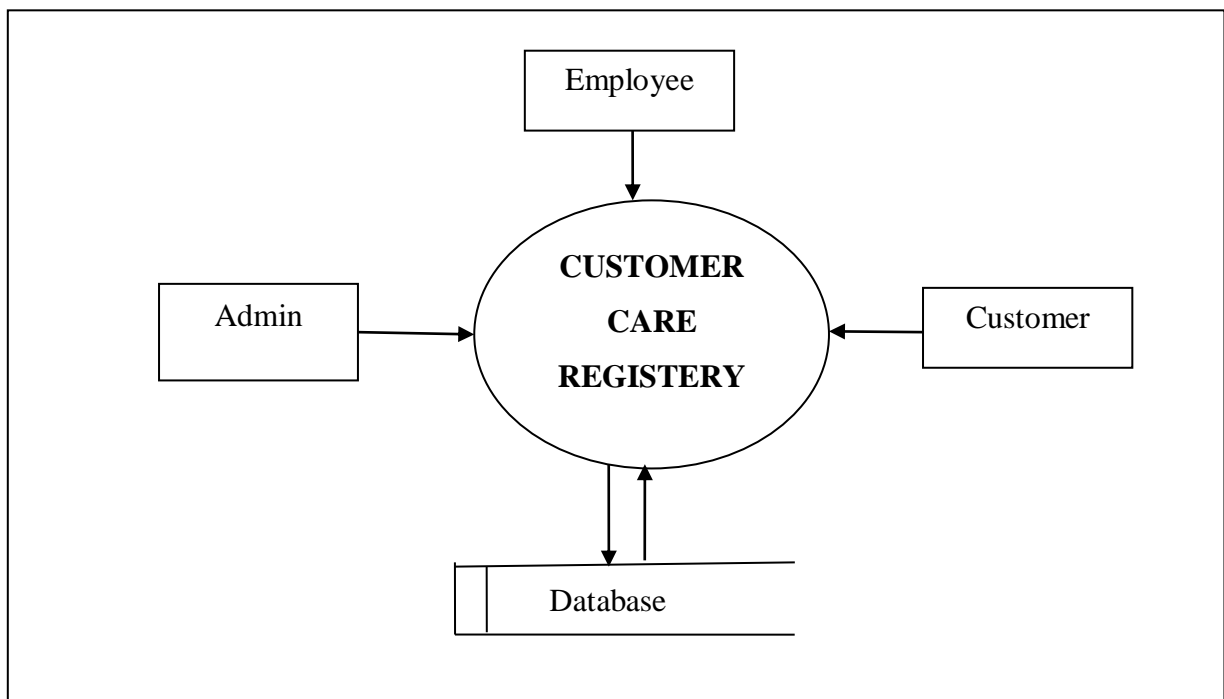 Employee
CUSTOMER
CARE
REGISTERY
Admin
Customer
Database